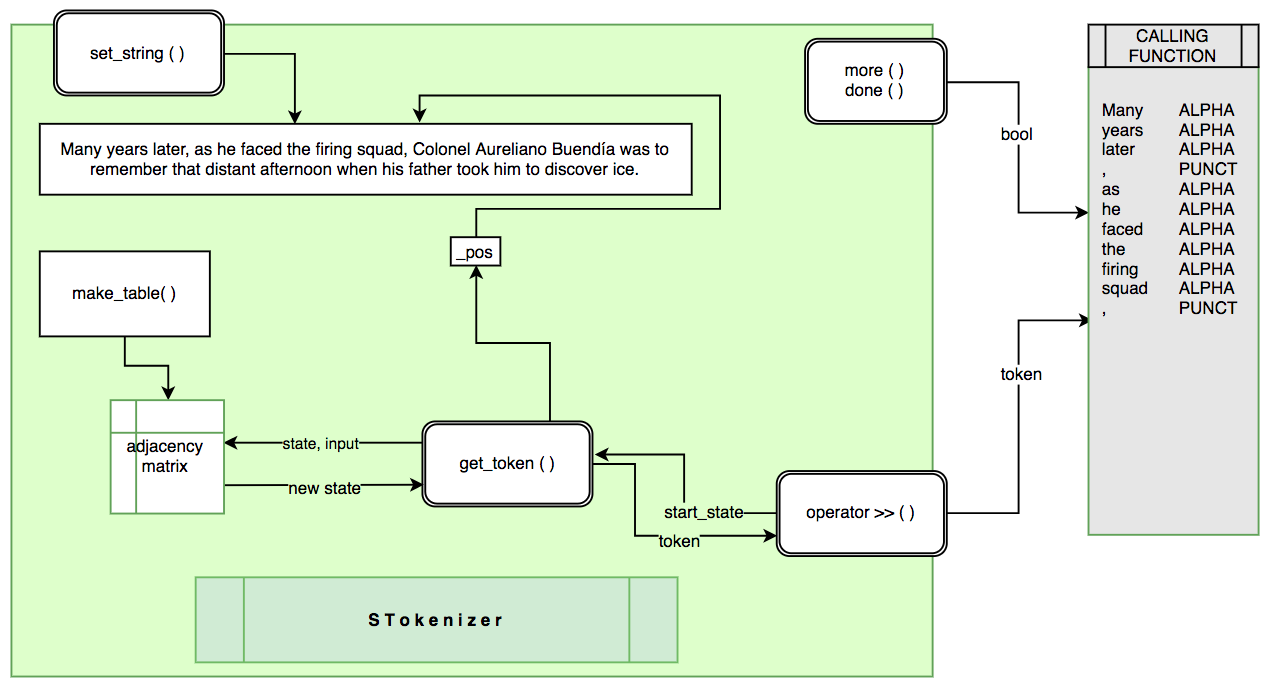 set_string ( )
more ( )
done ( )
CALLING
FUNCTION
Many years later, as he faced the firing squad, Colonel Aureliano Buendía was to
remember that distant afternoon when his father took him to discover ice.
bool
Many ALPHA
years ALPHA
later ALPHA
, PUNCT
as ALPHA
he ALPHA
faced ALPHA
the ALPHA
firing ALPHA
squad ALPHA
, PUNCT
_pos
make_table( )
token
adjacency
matrix
state, input
new state
get_token ( )
start_state
token
operator >> ( )
S T o k e n i z e r